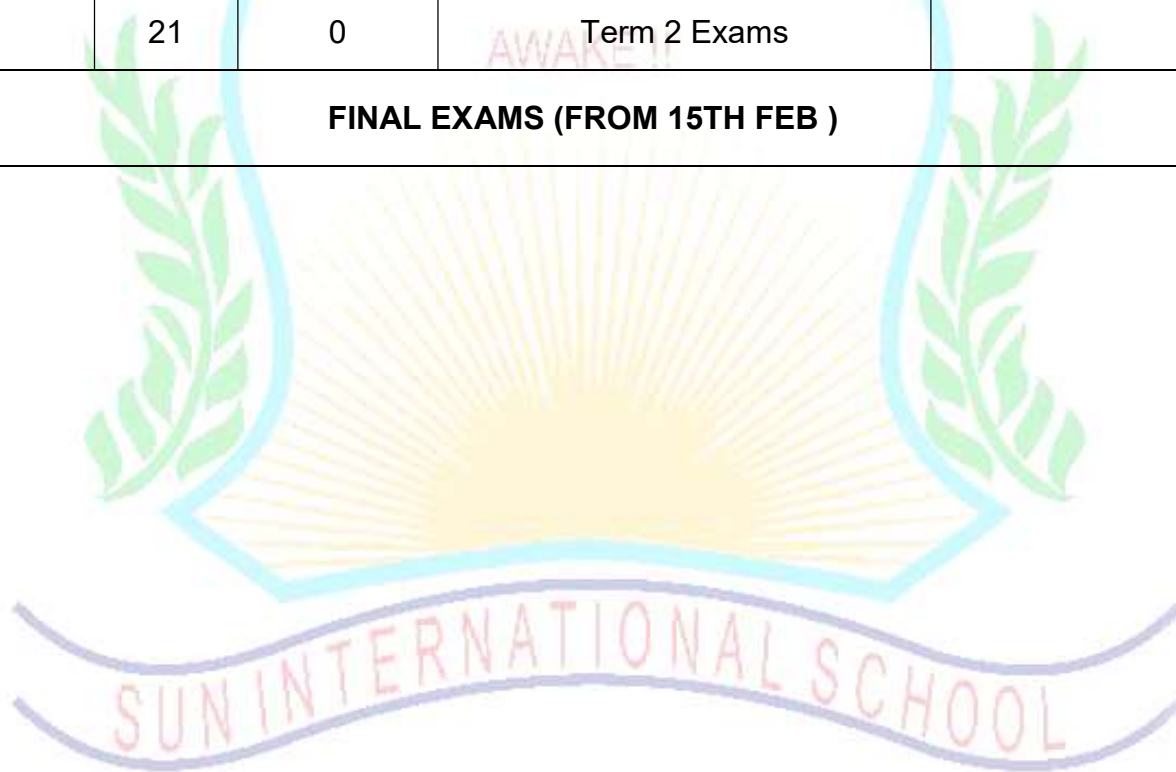 21 0 Term 2 Exams
AWAKE !!
FINAL EXAMS (FROM 15TH FEB )
SUN INTERNATIONAL SCHOOL